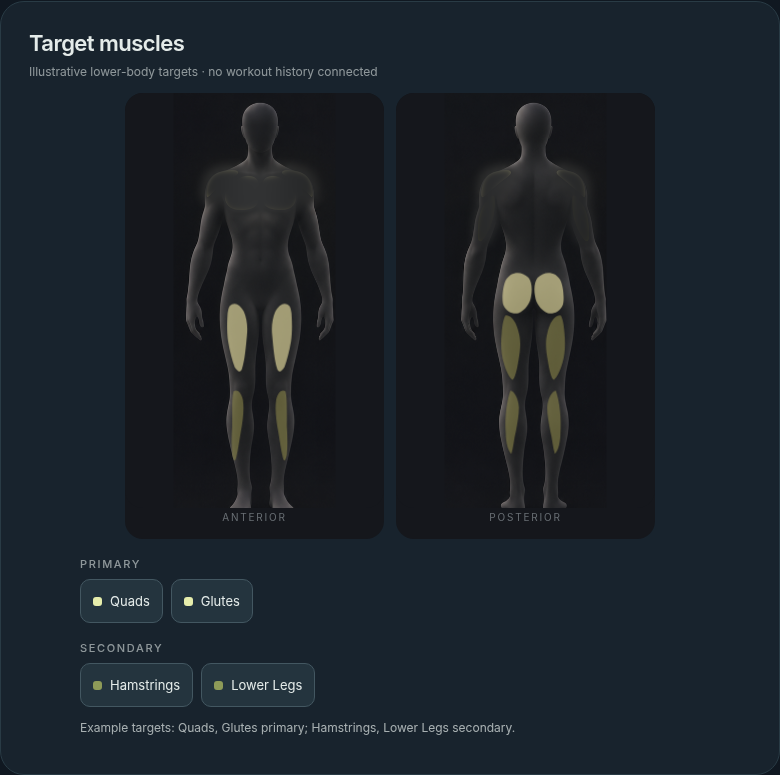 Target muscles
Illustrative lower-body targets · no workout history connected
ANTERIOR
POSTERIOR
PRIMARY
Quads
Glutes
SECONDARY
Hamstrings
Lower Legs
Example targets: Quads, Glutes primary; Hamstrings, Lower Legs secondary.